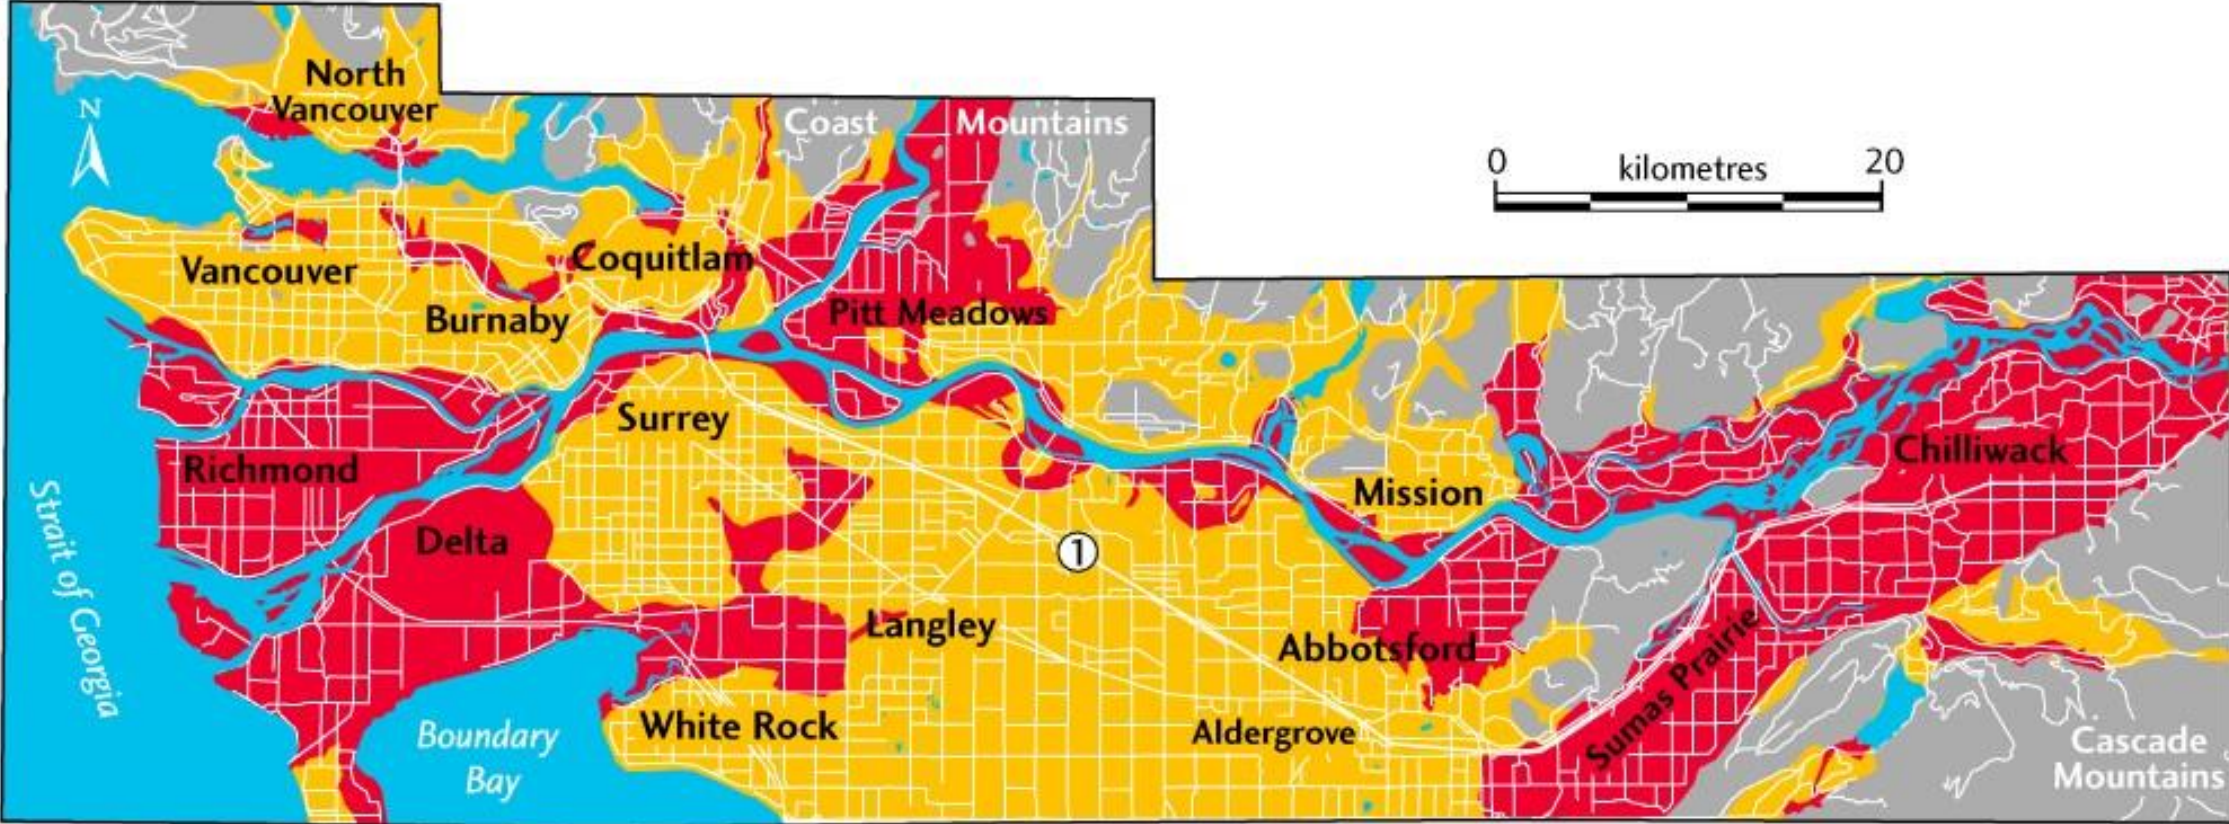 North
Vancouver
N
Coast Mountains
0 kilometres 20
Vancouver
Coquitlam
Burnaby
Pitt Meadows
Surrey
Richmond
Chilliwack
Mission
Delta
1
Strait of Georgia
Langley
Abbotsford
Sumas Prairie
White Rock
Aldergrove
Boundary
Bay
Cascade
Mountains